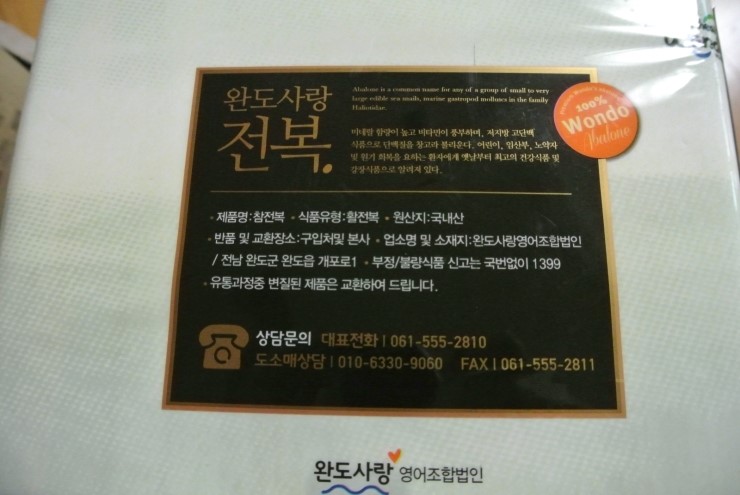 완도사랑
전복.
Abalone is a common name for any of a group of small to very
large edible sea snails, marine gastropod molluscs in the family
Haliotidae.
미네랄 함량이 높고 비타민이 풍부하며, 저지방 고단백
식품으로 단백질을 창고라 불리운다. 어린이, 임산부, 노약자
및 원기 회복을 요하는 환자에게 옛날부터 최고의 건강식품 및
강장식품으로 알려져 있다.
100%
Wondo
Abalone
• 제품명:참전복 • 식품유형:활전복 • 원산지:국내산
• 반품 및 교환장소:구입처및 본사 • 업소명 및 소재지:완도사랑영어조합법인
/ 전남 완도군 완도읍 개포로1 • 부정/불량식품 신고는 국번없이 1399
• 유통과정중 변질된 제품은 교환하여 드립니다.
상담문의 대표전화 | 061-555-2810
도소매상담 | 010-6330-9060 FAX | 061-555-2811
완도사랑 영어조합법인